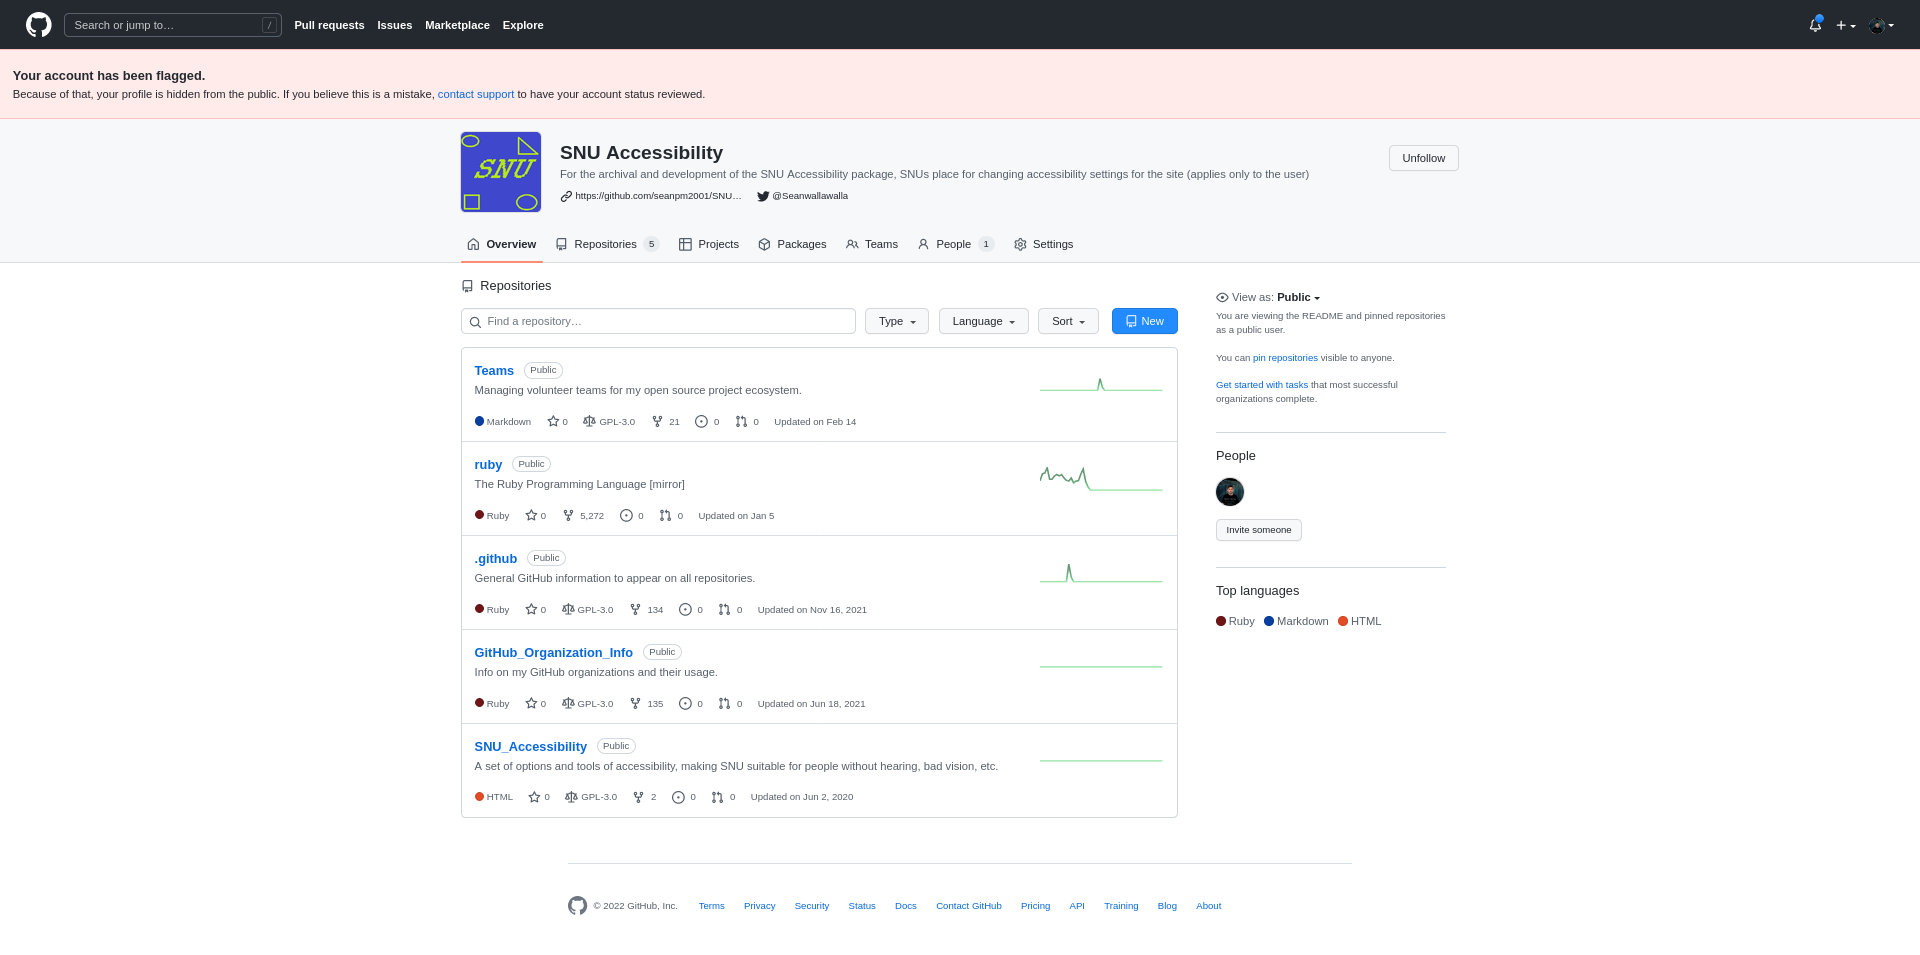 Search or jump to…
/
Pull requests Issues Marketplace Explore
Your account has been flagged.
Because of that, your profile is hidden from the public. If you believe this is a mistake, contact support to have your account status reviewed.
SNU
SNU Accessibility
For the archival and development of the SNU Accessibility package, SNUs place for changing accessibility settings for the site (applies only to the user)
https://github.com/seanpm2001/SNU… @Seanwallawalla
Unfollow
Overview Repositories 5 Projects Packages Teams People 1 Settings
Repositories
Find a repository…
Type Language Sort New
Teams Public
Managing volunteer teams for my open source project ecosystem.
Markdown 0 GPL-3.0 21 0 0 Updated on Feb 14
ruby Public
The Ruby Programming Language [mirror]
Ruby 0 5,272 0 0 Updated on Jan 5
.github Public
General GitHub information to appear on all repositories.
Ruby 0 GPL-3.0 134 0 0 Updated on Nov 16, 2021
GitHub_Organization_Info Public
Info on my GitHub organizations and their usage.
Ruby 0 GPL-3.0 135 0 0 Updated on Jun 18, 2021
SNU_Accessibility Public
A set of options and tools of accessibility, making SNU suitable for people without hearing, bad vision, etc.
HTML 0 GPL-3.0 2 0 0 Updated on Jun 2, 2020
View as: Public
You are viewing the README and pinned repositories
as a public user.
You can pin repositories visible to anyone.
Get started with tasks that most successful
organizations complete.
People
Invite someone
Top languages
Ruby Markdown HTML
© 2022 GitHub, Inc. Terms Privacy Security Status Docs Contact GitHub Pricing API Training Blog About